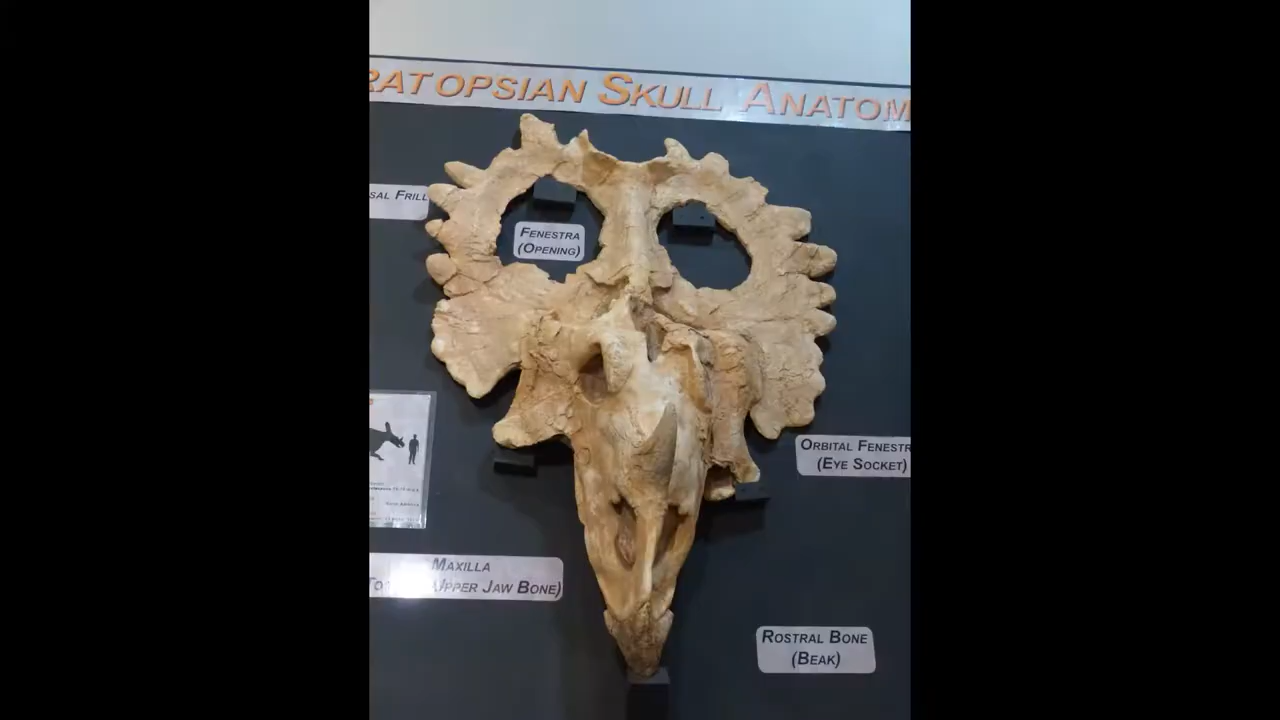 RATOPSIAN SKULL ANATOM
SAL FRILL
FENESTRA
(OPENING)
ORBITAL FENESTR
(EYE SOCKET)
MAXILLA
UPPER JAW BONE)
ROSTRAL BONE
(BEAK)